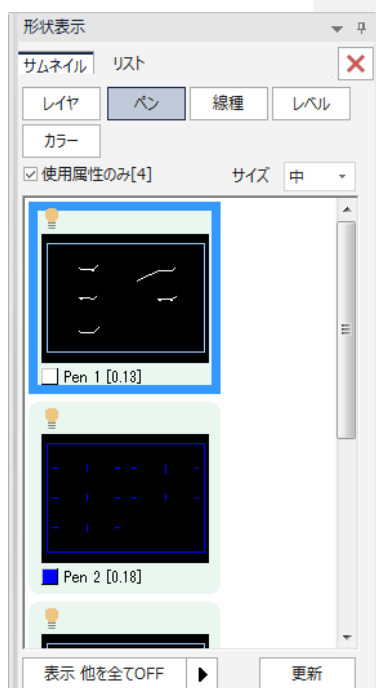 形状表示
サムネイル リスト
レイヤ ペン 線種 レベル
カラー
使用属性のみ[4] サイズ 中
Pen 1 [0.13]
Pen 2 [0.18]
表示 他を全てOFF 更新